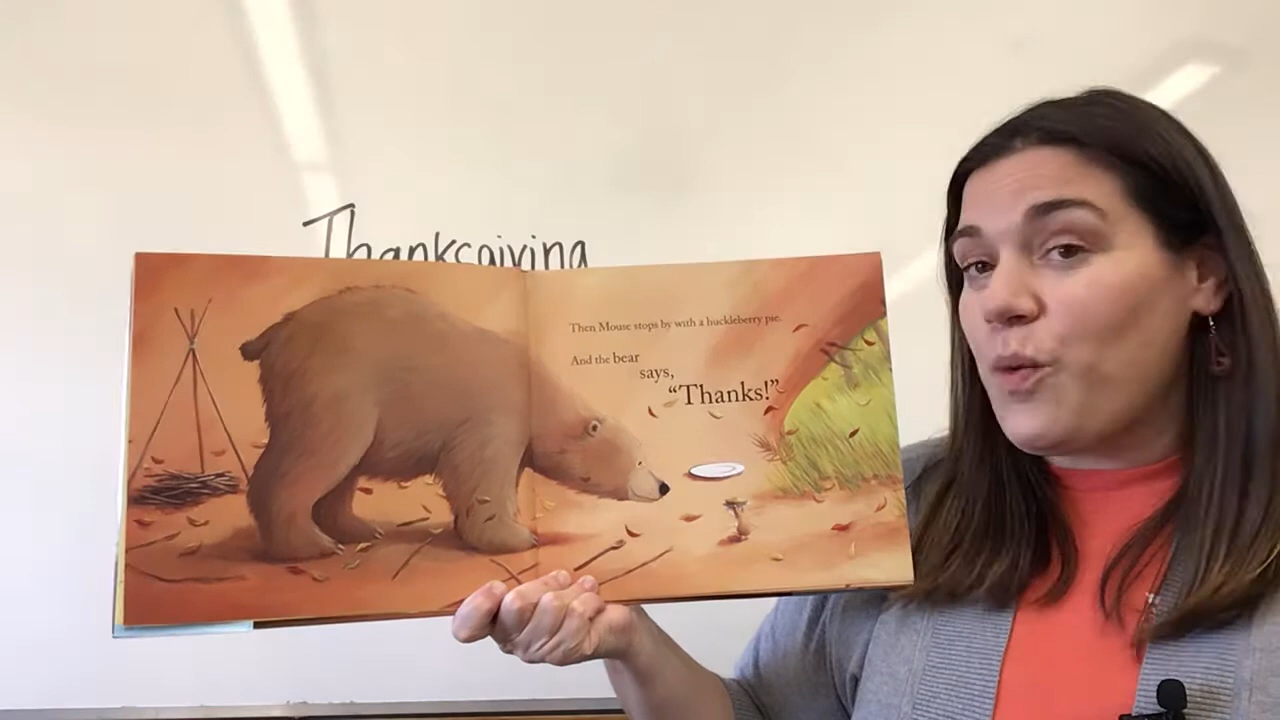 Thanksgiving
Then Mouse stops by with a huckleberry pie.
And the bear
says,
“Thanks!”